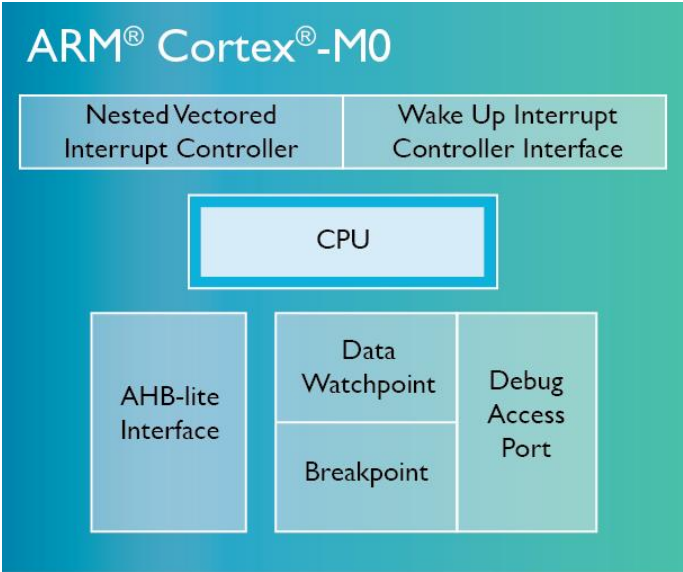 ARM® Cortex®-M0
Nested Vectored
Interrupt Controller
Wake Up Interrupt
Controller Interface
CPU
AHB-lite
Interface
Data
Watchpoint
Breakpoint
Debug
Access
Port